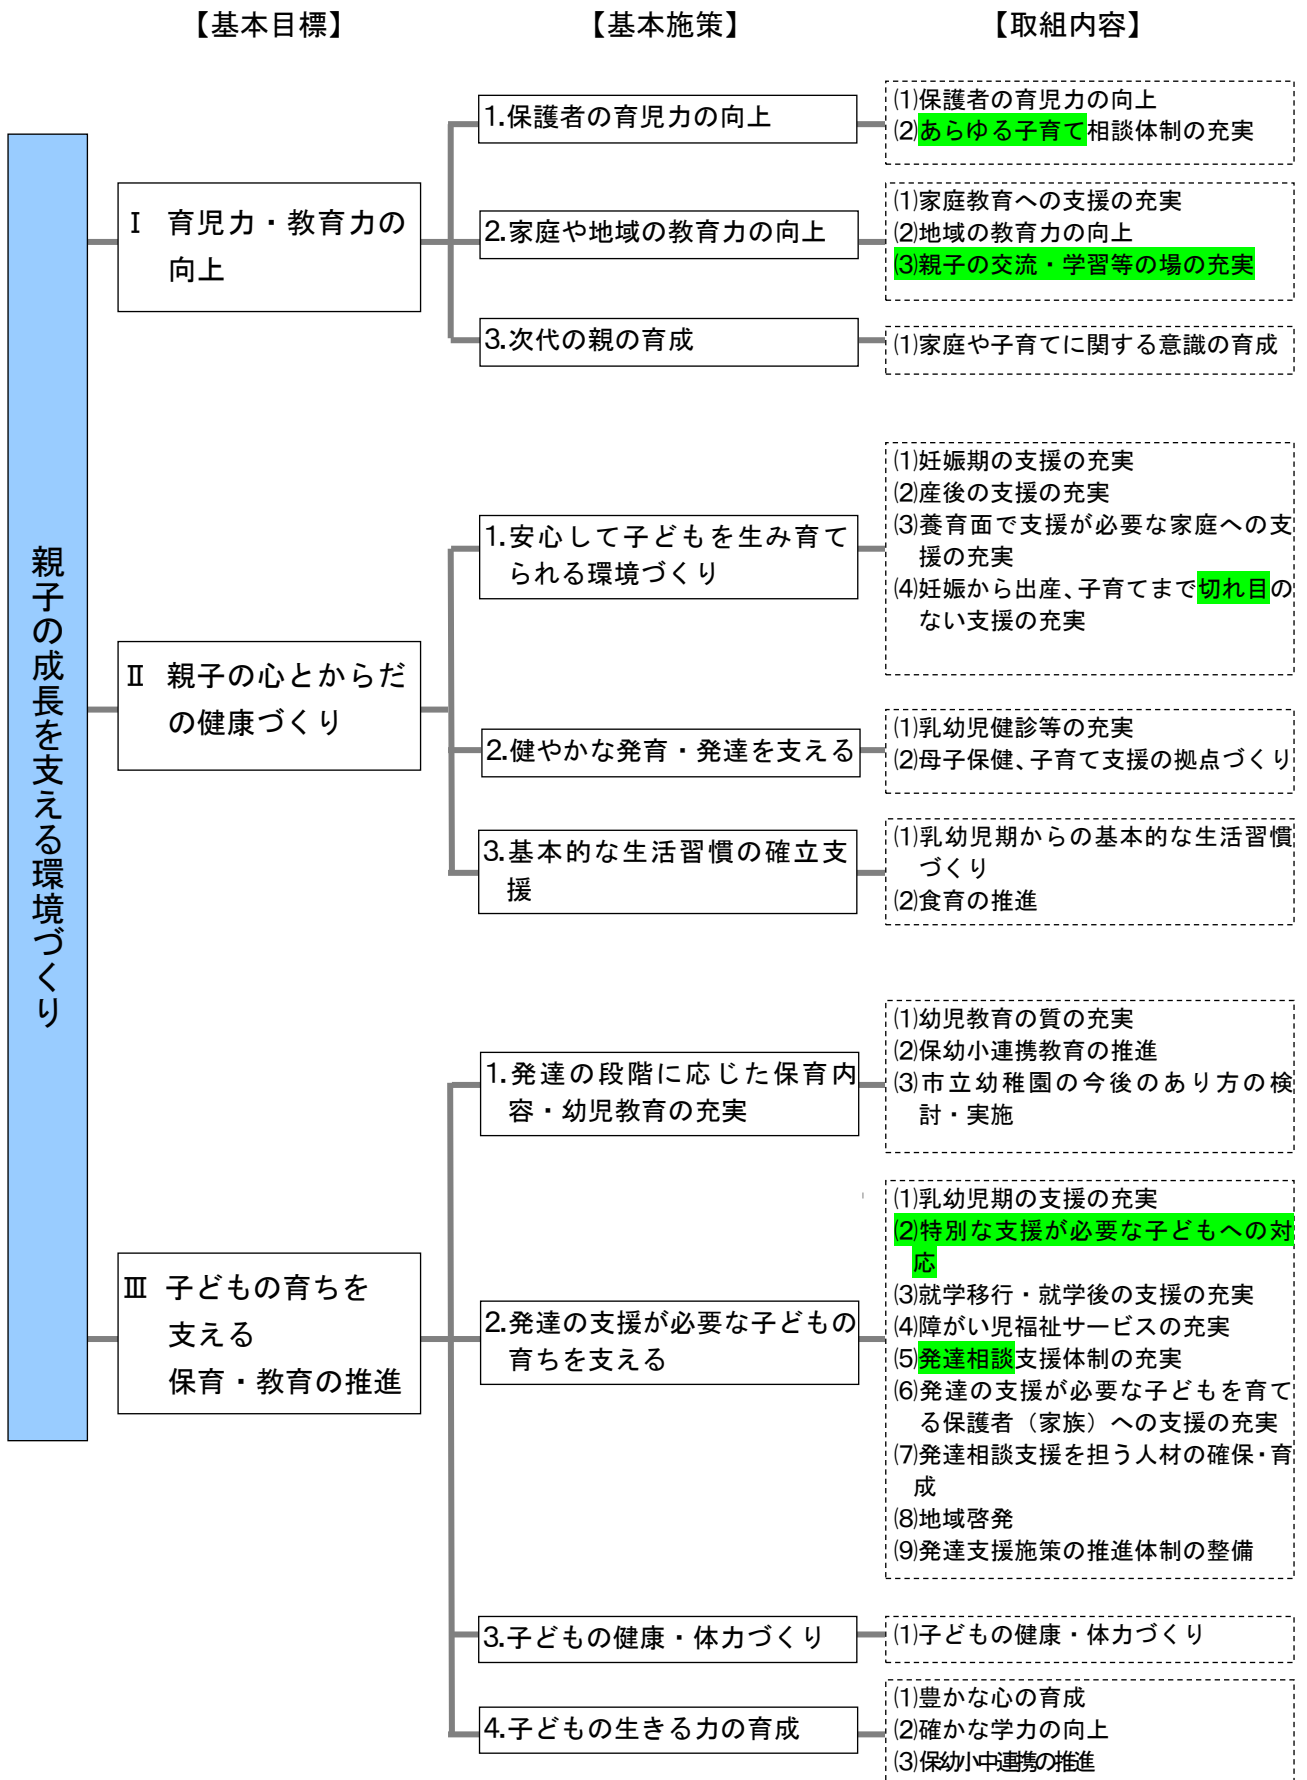 【基本目標】
【基本施策】
【取組内容】
親子の成長を支える環境づくり
Ⅰ 育児力・教育力の
向上
1.保護者の育児力の向上
⑴保護者の育児力の向上
⑵あらゆる子育て相談体制の充実
2.家庭や地域の教育力の向上
⑴家庭教育への支援の充実
⑵地域の教育力の向上
⑶親子の交流・学習等の場の充実
3.次代の親の育成
⑴家庭や子育てに関する意識の育成
Ⅱ 親子の心とからだ
の健康づくり
1.安心して子どもを生み育て
られる環境づくり
⑴妊娠期の支援の充実
⑵産後の支援の充実
⑶養育面で支援が必要な家庭への支
援の充実
⑷妊娠から出産、子育てまで切れ目の
ない支援の充実
2.健やかな発育・発達を支える
⑴乳幼児健診等の充実
⑵母子保健、子育て支援の拠点づくり
3.基本的な生活習慣の確立支
援
⑴乳幼児期からの基本的な生活習慣
づくり
⑵食育の推進
Ⅲ 子どもの育ちを
支える
保育・教育の推進
1.発達の段階に応じた保育内
容・幼児教育の充実
⑴幼児教育の質の充実
⑵保幼小連携教育の推進
⑶市立幼稚園の今後のあり方の検
討・実施
2.発達の支援が必要な子どもの
育ちを支える
⑴乳幼児期の支援の充実
⑵特別な支援が必要な子どもへの対
応
⑶就学移行・就学後の支援の充実
⑷障がい児福祉サービスの充実
⑸発達相談支援体制の充実
⑹発達の支援が必要な子どもを育て
る保護者（家族）への支援の充実
⑺発達相談支援を担う人材の確保・育
成
⑻地域啓発
⑼発達支援施策の推進体制の整備
3.子どもの健康・体力づくり
⑴子どもの健康・体力づくり
4.子どもの生きる力の育成
⑴豊かな心の育成
⑵確かな学力の向上
⑶保幼小中連携の推進